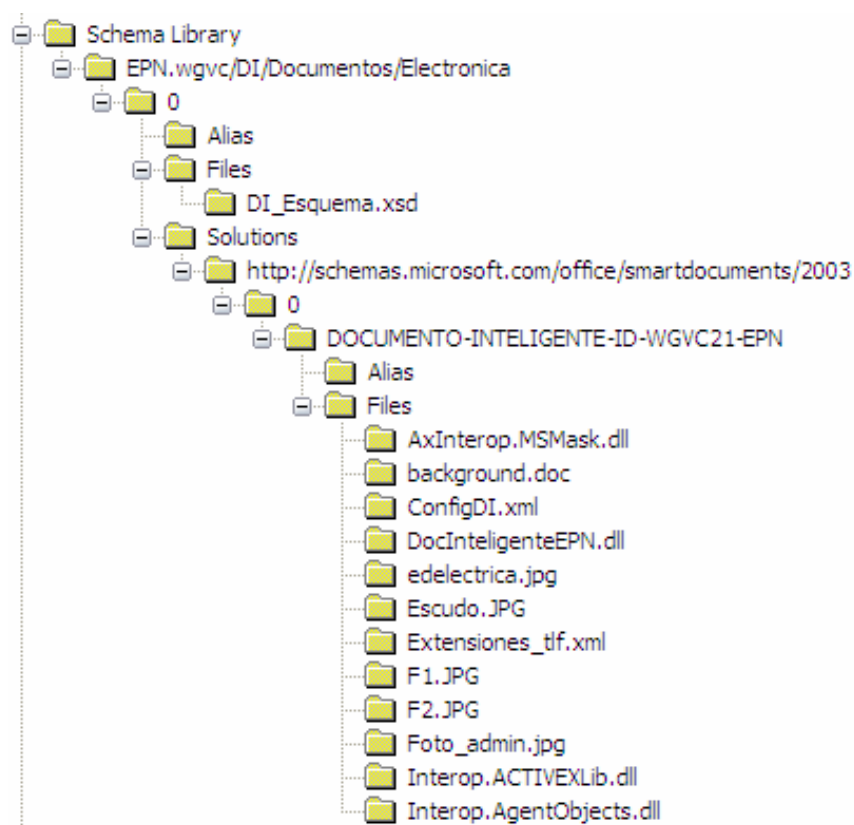 Schema Library
EPN.wgvc/DI/Documentos/Electronica
0
Alias
Files
DI_Esquema.xsd
Solutions
http://schemas.microsoft.com/office/smartdocuments/2003
0
DOCUMENTO-INTELIGENTE-ID-WGVC21-EPN
Alias
Files
AxInterop.MSMask.dll
background.doc
ConfigDI.xml
DocInteligenteEPN.dll
edelectrica.jpg
Escudo.JPG
Extensiones_tlf.xml
F1.JPG
F2.JPG
Foto_admin.jpg
Interop.ACTIVEXLib.dll
Interop.AgentObjects.dll